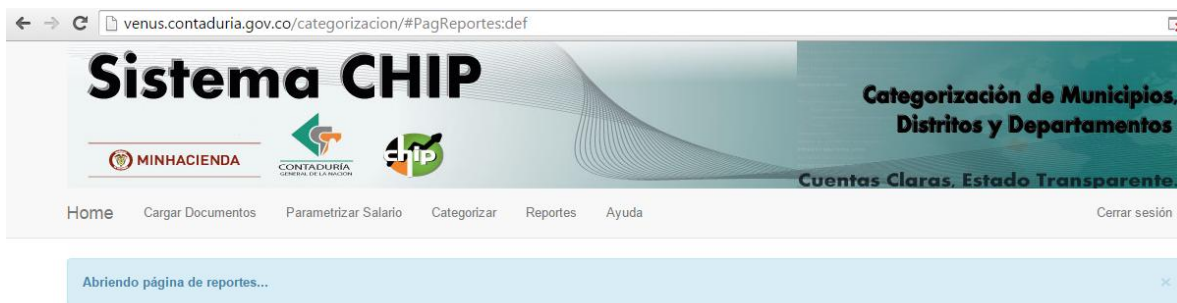 venus.contaduria.gov.co/categorizacion/#PagReportes:def
Sistema CHIP
Categorización de Municipios,
Distritos y Departamentos
MINHACIENDA
CONTADURÍA
GENERAL DE LA NACIÓN
chip
Cuentas Claras, Estado Transparente.
Home Cargar Documentos Parametrizar Salario Categorizar Reportes Ayuda Cerrar sesión
Abriendo página de reportes... ×